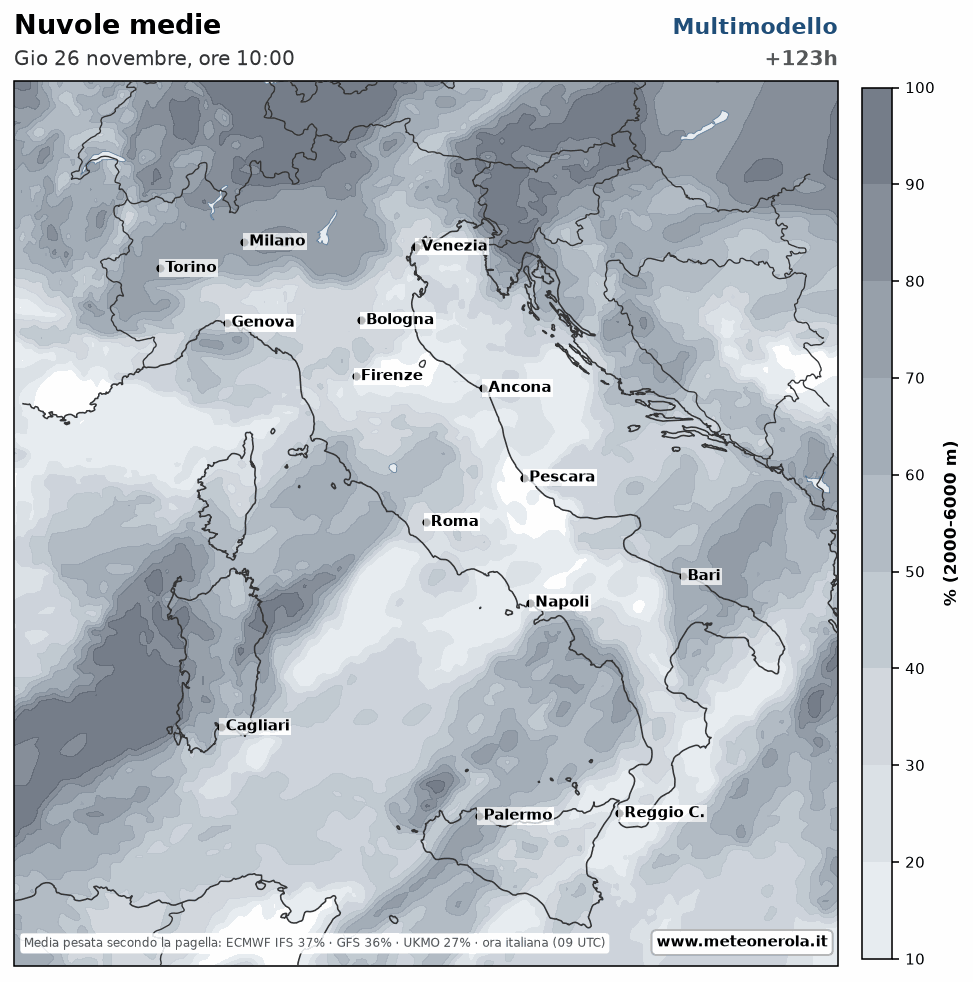 Nuvole medie
Multimodello
Gio 26 novembre, ore 10:00
+123h
100
90
80
70
60
50
40
30
20
10
% (2000-6000 m)
Milano
Venezia
Torino
Genova
Bologna
Firenze
Ancona
Pescara
Roma
Bari
Napoli
Cagliari
Palermo
Reggio C.
Media pesata secondo la pagella: ECMWF IFS 37% · GFS 36% · UKMO 27% · ora italiana (09 UTC)
www.meteonerola.it